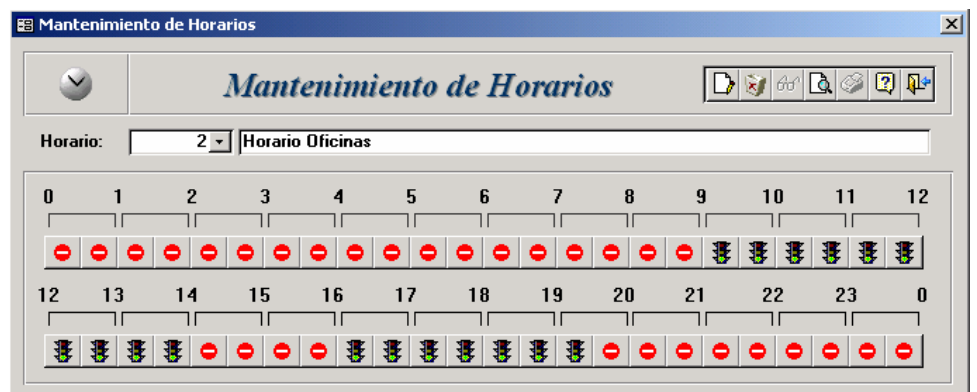 Mantenimiento de Horarios
Mantenimiento de Horarios
Horario: 2 Horario Oficinas
0 1 2 3 4 5 6 7 8 9 10 11 12
12 13 14 15 16 17 18 19 20 21 22 23 0